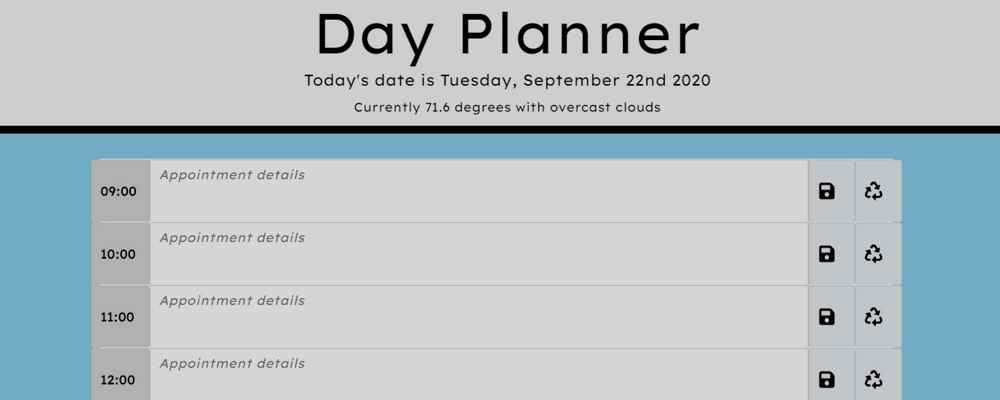 Day Planner
Today's date is Tuesday, September 22nd 2020
Currently 71.6 degrees with overcast clouds
09:00 Appointment details
10:00 Appointment details
11:00 Appointment details
12:00 Appointment details